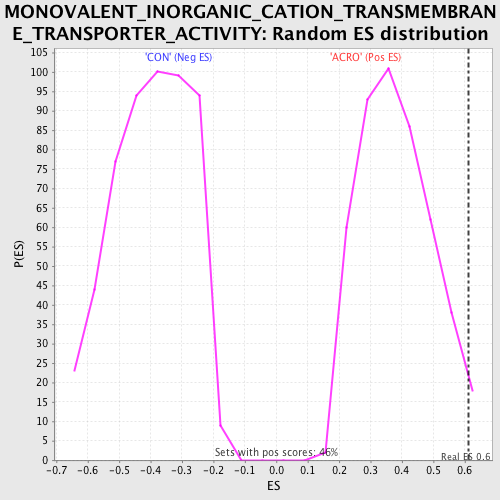 MONOVALENT_INORGANIC_CATION_TRANSMEMBRAN
E_TRANSPORTER_ACTIVITY: Random ES distribution
'CON' (Neg ES) 'ACRO' (Pos ES)
105
100
95
90
85
80
75
70
65
60
55
50
45
40
35
30
25
20
15
10
5
0
P(ES)
Sets with pos scores: 46%
Real ES 0.6
-0.7 -0.6 -0.5 -0.4 -0.3 -0.2 -0.1 0.0 0.1 0.2 0.3 0.4 0.5 0.6
ES